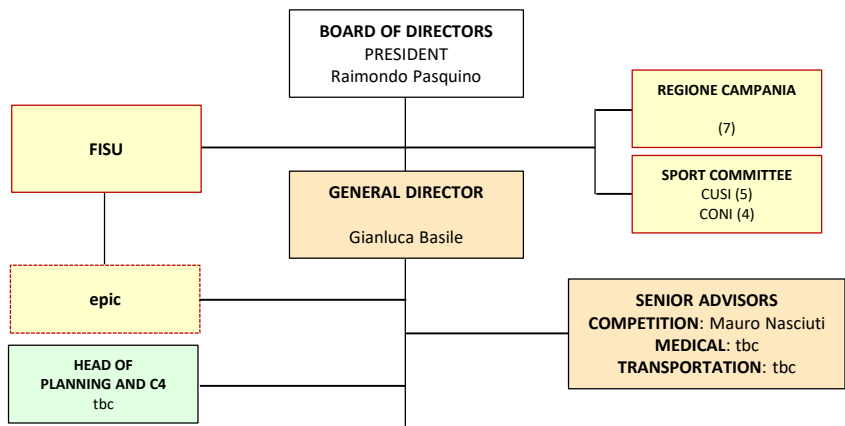 BOARD OF DIRECTORS
PRESIDENT
Raimondo Pasquino
REGIONE CAMPANIA
(7)
FISU
SPORT COMMITTEE
CUSI (5)
CONI (4)
GENERAL DIRECTOR
Gianluca Basile
epic
SENIOR ADVISORS
COMPETITION: Mauro Nasciuti
MEDICAL: tbc
TRANSPORTATION: tbc
HEAD OF
PLANNING AND C4
tbc